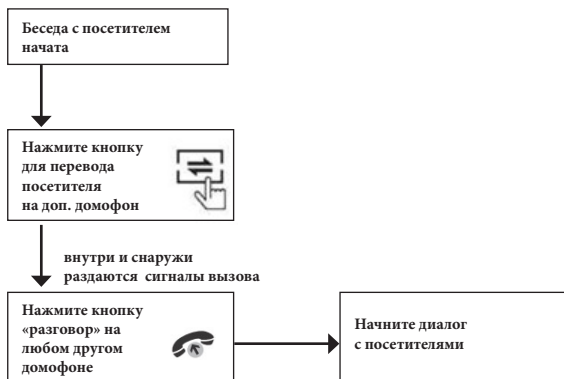 Беседа с посетителем
начата
Нажмите кнопку
для перевода
посетителя
на доп. домофон
внутри и снаружи
раздаются сигналы вызова
Нажмите кнопку
«разговор» на
любом другом
домофоне
Начните диалог
с посетителями